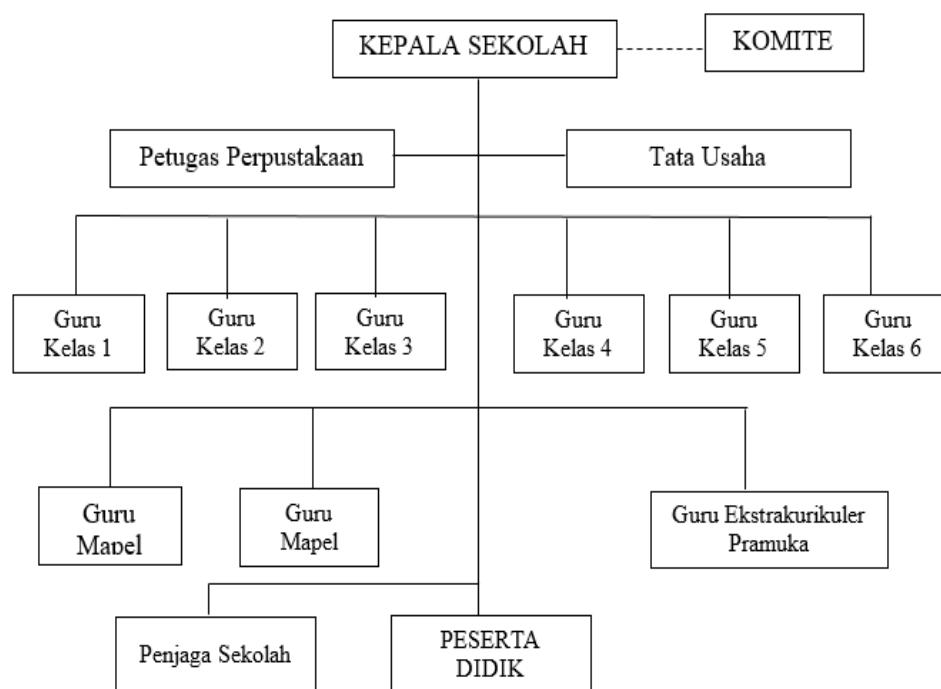 KEPALA SEKOLAH
KOMITE
Petugas Perpustakaan
Tata Usaha
Guru
Kelas 1
Guru
Kelas 2
Guru
Kelas 3
Guru
Kelas 4
Guru
Kelas 5
Guru
Kelas 6
Guru
Mapel
Guru
Mapel
Guru Ekstrakurikuler
Pramuka
Penjaga Sekolah
PESERTA
DIDIK